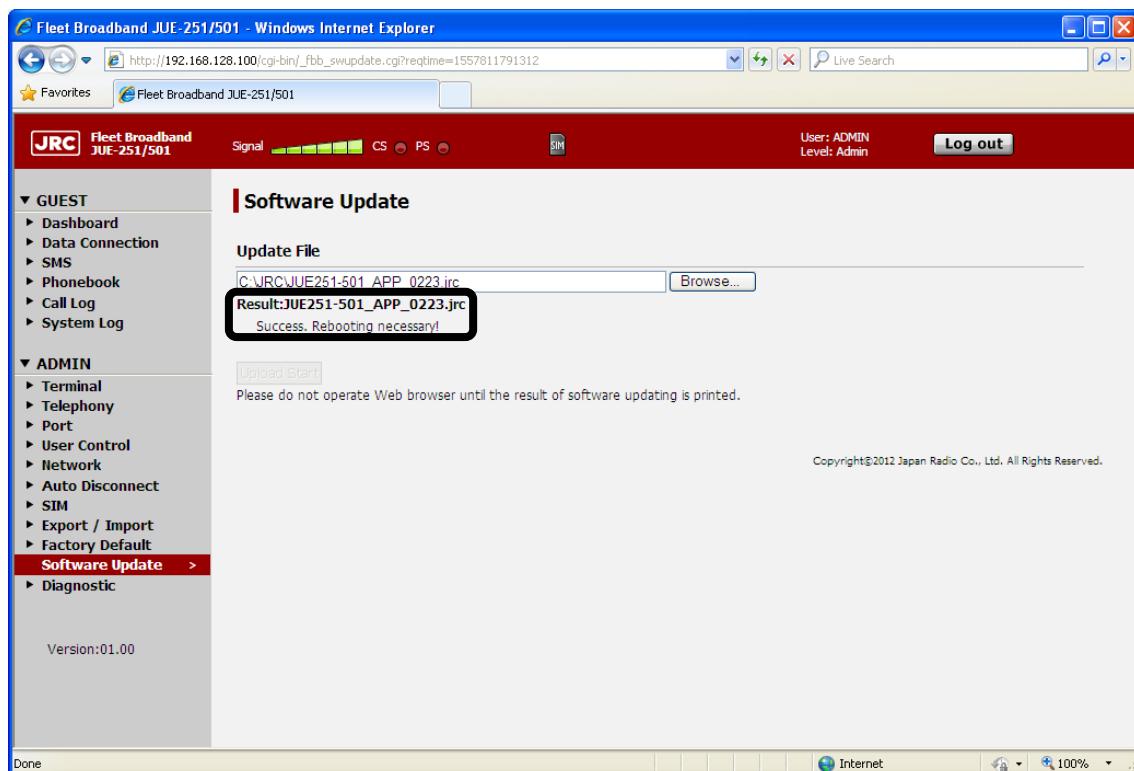 Fleet Broadband JUE-251/501 - Windows Internet Explorer
http://192.168.128.100/cgi-bin/_fbb_swupdate.cgi?reqtime=1557811791312
Live Search
Favorites
Fleet Broadband JUE-251/501
JRC
Fleet Broadband
JUE-251/501
Signal
CS
PS
SIM
User: ADMIN
Level: Admin
Log out
▼ GUEST
Dashboard
Data Connection
SMS
Phonebook
Call Log
System Log
▼ ADMIN
Terminal
Telephony
Port
User Control
Network
Auto Disconnect
SIM
Export / Import
Factory Default
Software Update >
Diagnostic
Version:01.00
Software Update
Update File
C:\JRC\JUE251-501_APP_0223.jrc
Browse...
Result:JUE251-501_APP_0223.jrc
Success. Rebooting necessary!
Upload Start
Please do not operate Web browser until the result of software updating is printed.
Copyright©2012 Japan Radio Co., Ltd. All Rights Reserved.
Done
Internet
100%